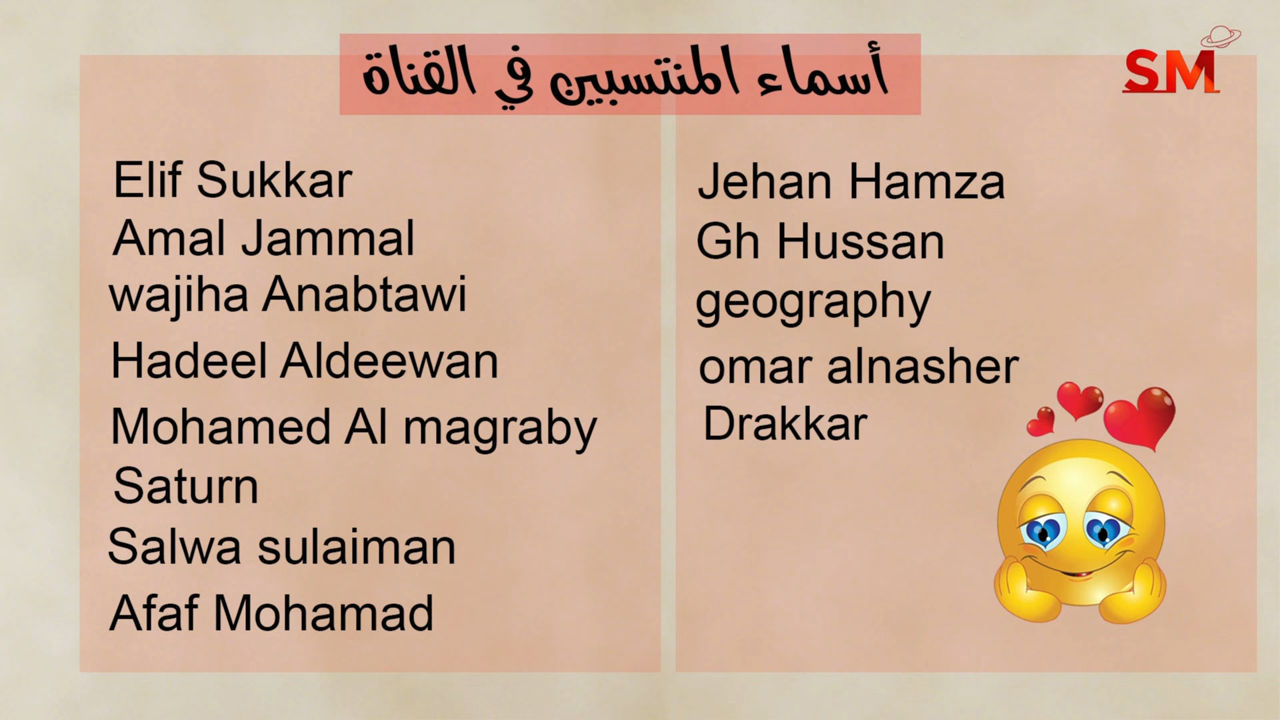 أسماء المنتسبين في القناة
SM
Elif Sukkar
Amal Jammal
wajiha Anabtawi
Hadeel Aldeewan
Mohamed Al magraby
Saturn
Salwa sulaiman
Afaf Mohamad
Jehan Hamza
Gh Hussan
geography
omar alnasher
Drakkar